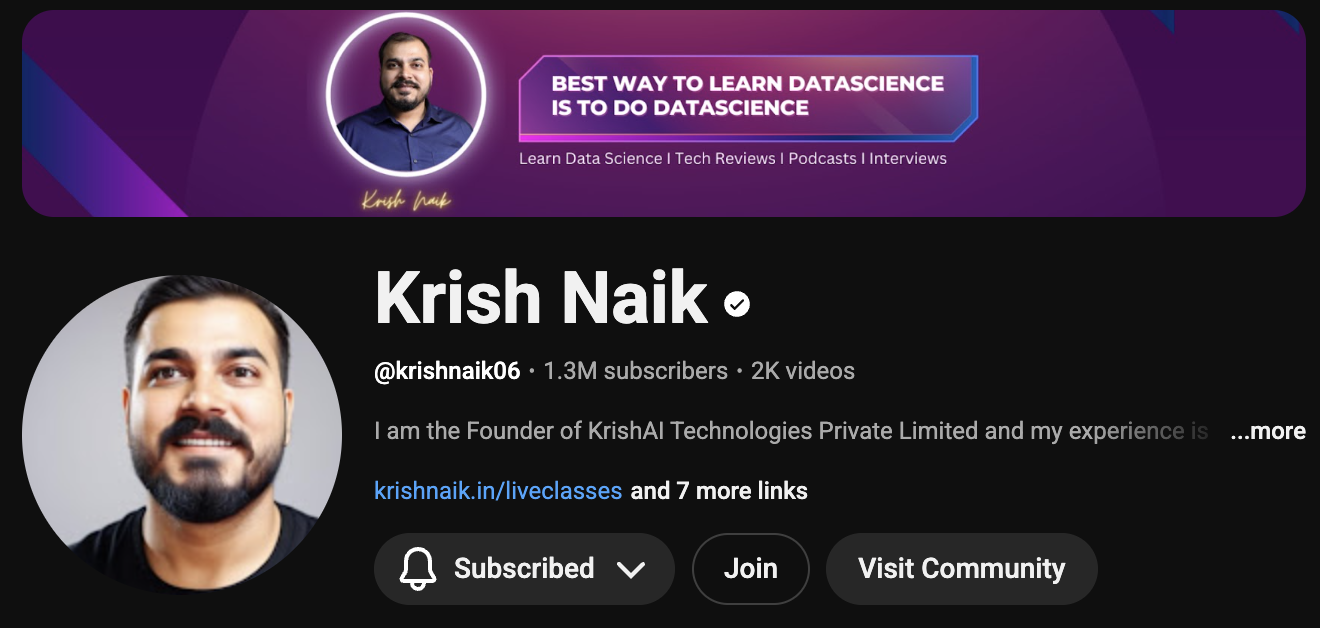 BEST WAY TO LEARN DATASCIENCE
IS TO DO DATASCIENCE
Learn Data Science I Tech Reviews I Podcasts I Interviews
Krish Naik
Krish Naik
@krishnaik06 • 1.3M subscribers • 2K videos
I am the Founder of KrishAI Technologies Private Limited and my experience is ...more
krishnaik.in/liveclasses and 7 more links
Subscribed
Join
Visit Community